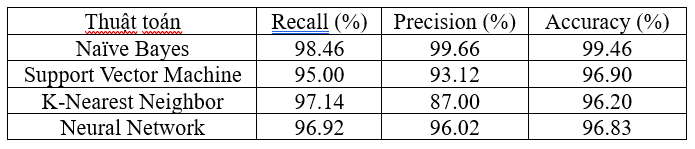 Thuật toán Recall (%) Precision (%) Accuracy (%)
Naïve Bayes 98.46 99.66 99.46
Support Vector Machine 95.00 93.12 96.90
K-Nearest Neighbor 97.14 87.00 96.20
Neural Network 96.92 96.02 96.83